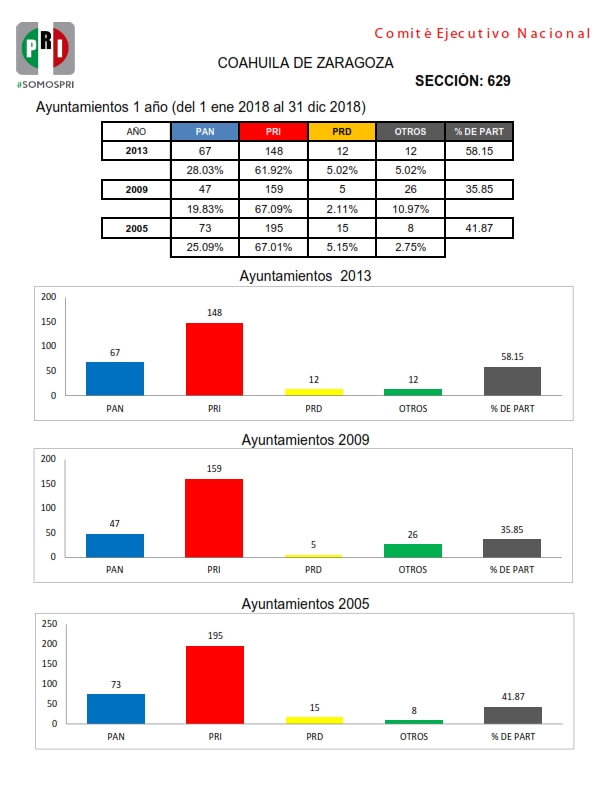 Comité Ejecutivo Nacional
PRI
#SOMOSPRI
COAHUILA DE ZARAGOZA
SECCIÓN: 629
Ayuntamientos 1 año (del 1 ene 2018 al 31 dic 2018)
AÑO PAN PRI PRD OTROS % DE PART
2013 67 148 12 12 58.15
28.03% 61.92% 5.02% 5.02%
2009 47 159 5 26 35.85
19.83% 67.09% 2.11% 10.97%
2005 73 195 15 8 41.87
25.09% 67.01% 5.15% 2.75%
Ayuntamientos 2013
200
150
100
50
0
67 148 12 12 58.15
PAN PRI PRD OTROS % DE PART
Ayuntamientos 2009
200
150
100
50
0
47 159 5 26 35.85
PAN PRI PRD OTROS % DE PART
Ayuntamientos 2005
250
200
150
100
50
0
73 195 15 8 41.87
PAN PRI PRD OTROS % DE PART